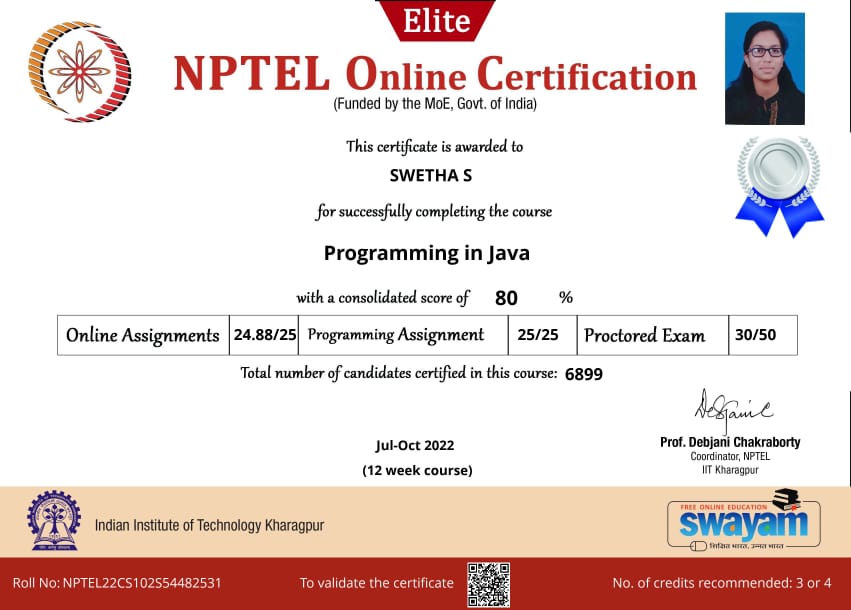 Elite
NPTEL Online Certification
(Funded by the MoE, Govt. of India)
This certificate is awarded to
SWETHA S
for successfully completing the course
Programming in Java
with a consolidated score of 80 %
Online Assignments 24.88/25 Programming Assignment 25/25 Proctored Exam 30/50
Total number of candidates certified in this course: 6899
Jul-Oct 2022
(12 week course)
Prof. Debjani Chakraborty
Coordinator, NPTEL
IIT Kharagpur
Indian Institute of Technology Kharagpur
FREE ONLINE EDUCATION
swayam
शिक्षित भारत, उन्नत भारत
Roll No: NPTEL22CS102S54482531 To validate the certificate No. of credits recommended: 3 or 4